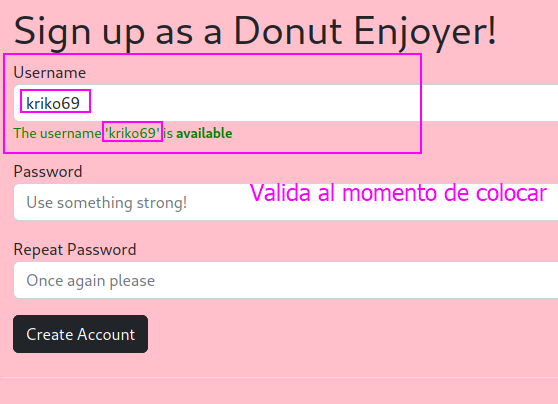 Sign up as a Donut Enjoyer!
Username
kriko69
The username 'kriko69' is available
Password
Use something strong!
Valida al momento de colocar
Repeat Password
Once again please
Create Account